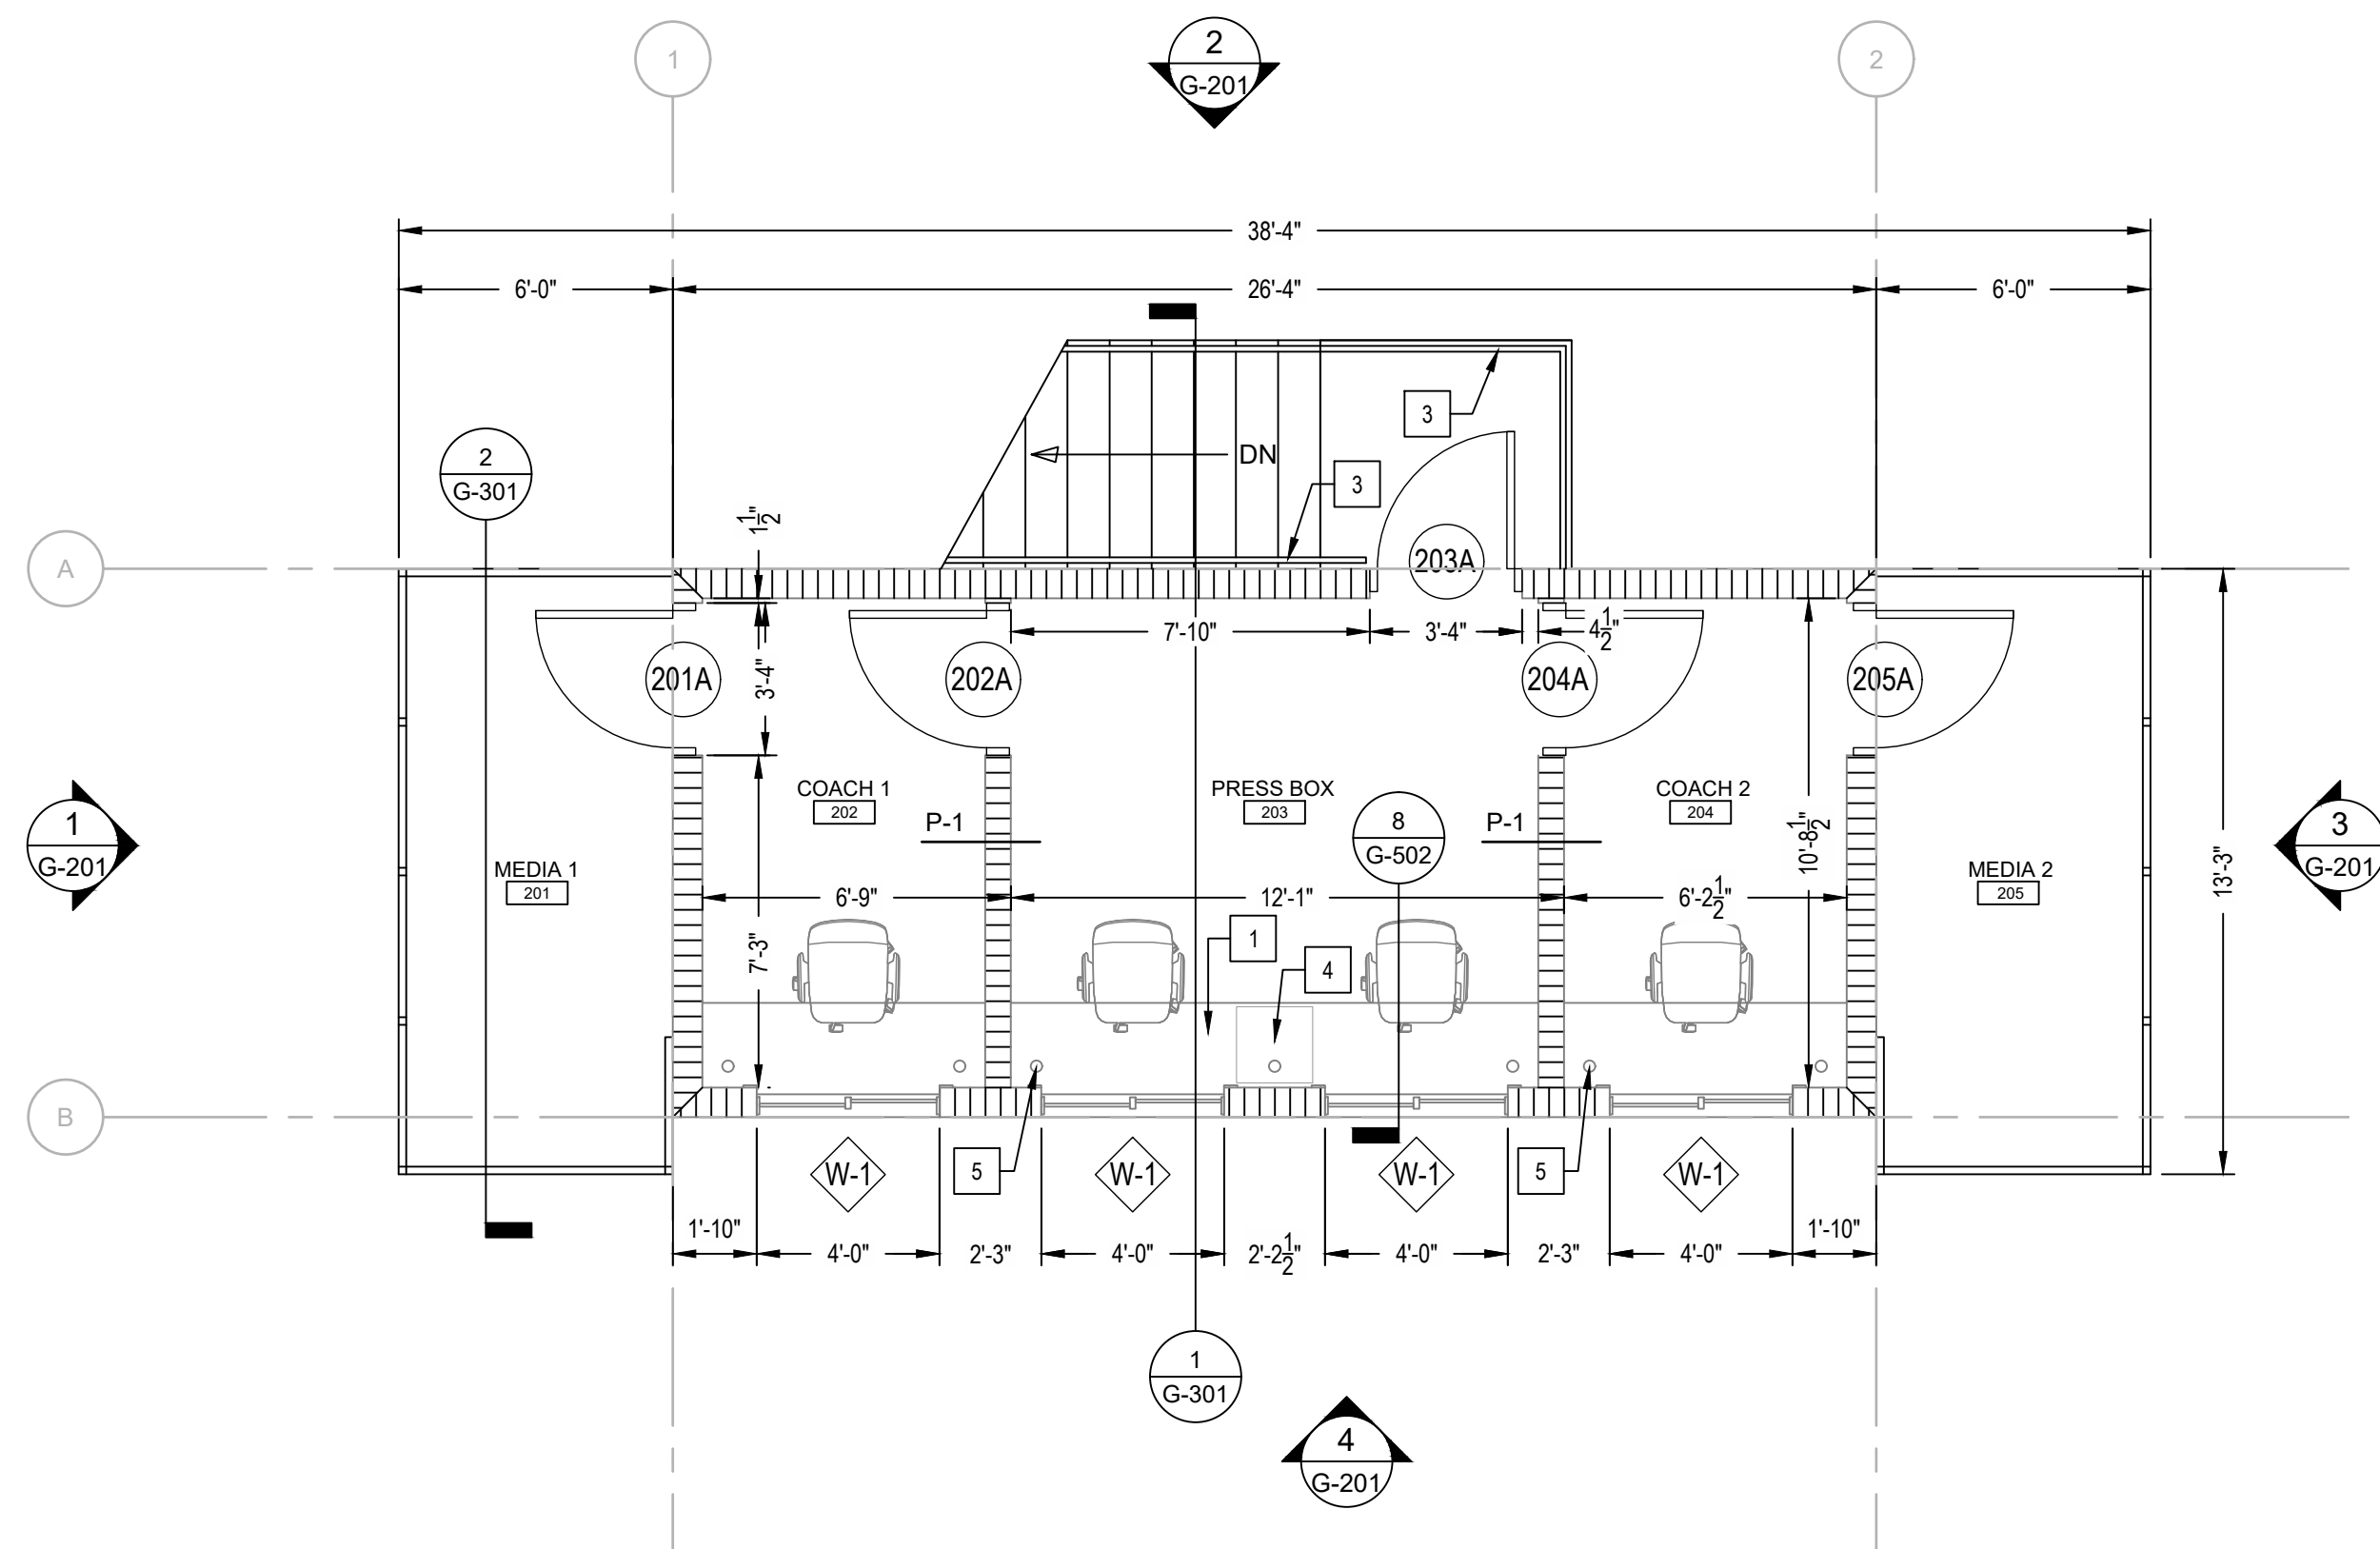 1
2
2
G-201
38'-4"
6'-0"
26'-4"
6'-0"
3
DN
2
G-301
3
1 1/2"
203A
A
7'-10"
3'-4"
4 1/2"
201A
3'-4"
202A
204A
205A
COACH 1
202
PRESS BOX
203
COACH 2
204
P-1
8
G-502
P-1
10'-8 1/2"
1
G-201
3
G-201
MEDIA 1
201
MEDIA 2
205
13'-3"
6'-9"
12'-1"
6'-2 1/2"
7'-3"
1
4
B
W-1
5
W-1
W-1
5
W-1
1'-10"
4'-0"
2'-3"
4'-0"
2'-2 1/2"
4'-0"
2'-3"
4'-0"
1'-10"
1
G-301
4
G-201